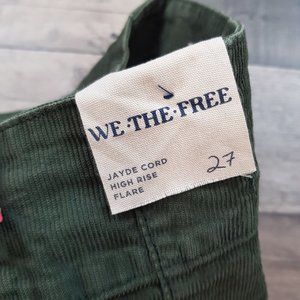 WE·THE·FREE
JAYDE CORD
HIGH RISE
FLARE
27